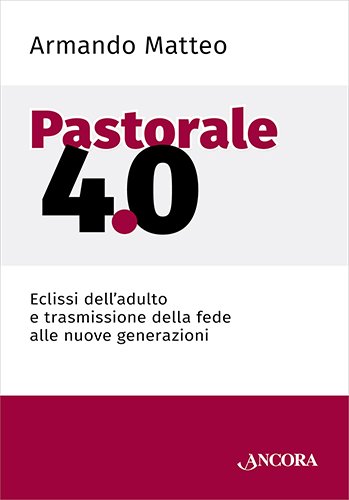 Armando Matteo
Pastorale
4.0
Eclissi dell'adulto
e trasmissione della fede
alle nuove generazioni
ANCORA